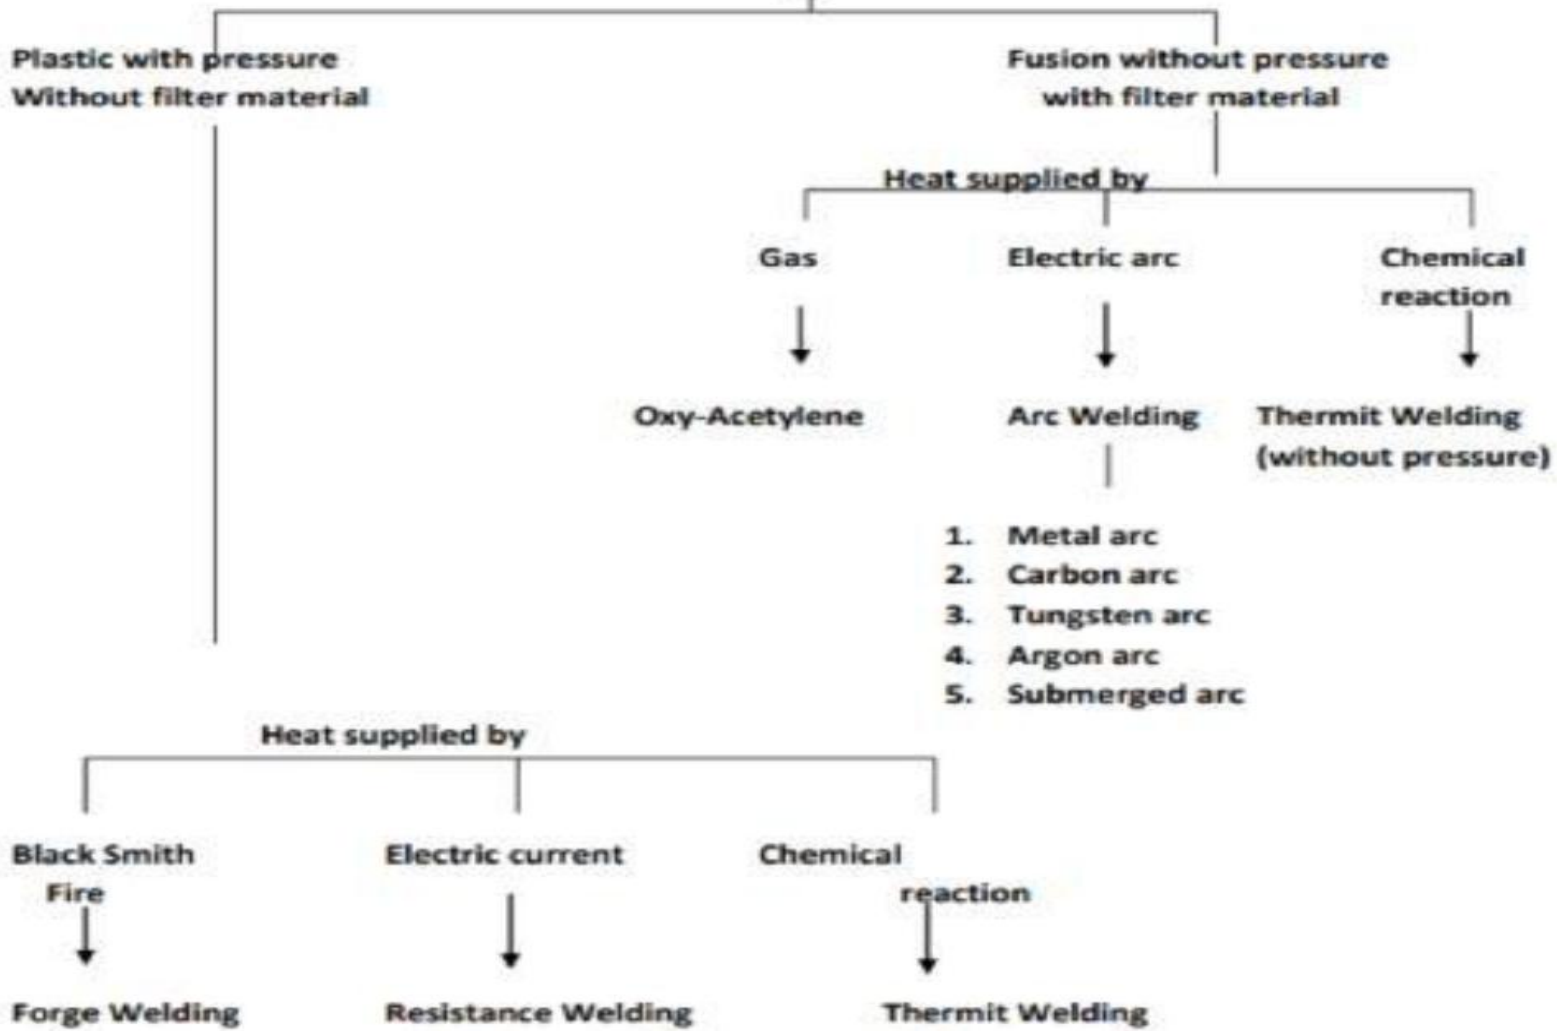 Plastic with pressure
Without filter material
Fusion without pressure
with filter material
Heat supplied by
Gas
Electric arc
Chemical
reaction
Oxy-Acetylene
Arc Welding
Thermit Welding
(without pressure)
1. Metal arc
2. Carbon arc
3. Tungsten arc
4. Argon arc
5. Submerged arc
Heat supplied by
Black Smith
Fire
Electric current
Chemical
reaction
Forge Welding
Resistance Welding
Thermit Welding